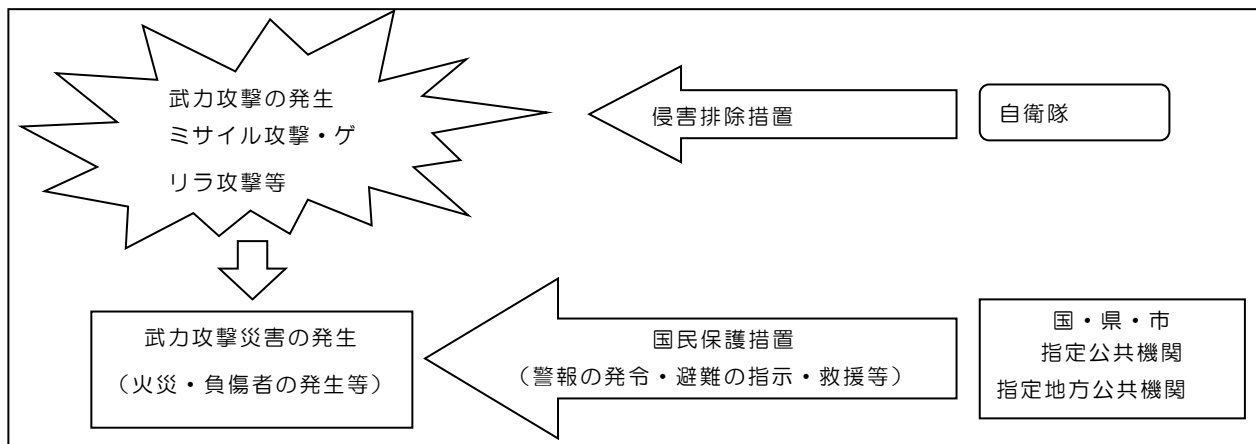 武力攻撃の発生
ミサイル攻撃・ゲ
リラ攻撃等
侵害排除措置
自衛隊
武力攻撃災害の発生
（火災・負傷者の発生等）
国民保護措置
（警報の発令・避難の指示・救援等）
国・県・市
指定公共機関
指定地方公共機関